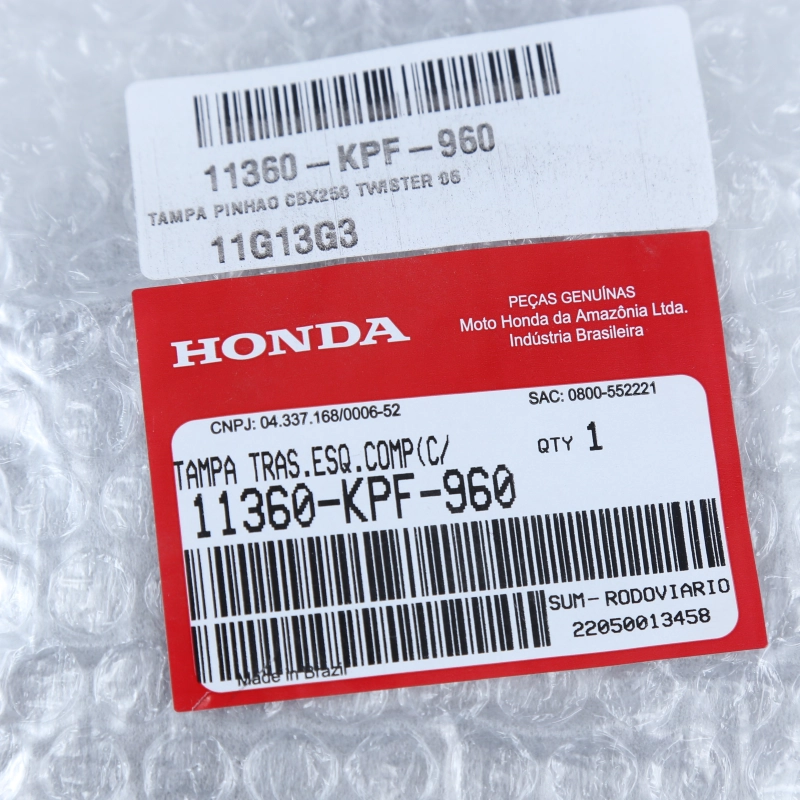 11360-KPF-960
TAMPA PINHAO CBX250 TWISTER 06
11G13G3
HONDA
PEÇAS GENUÍNAS
Moto Honda da Amazônia Ltda.
Indústria Brasileira
CNPJ: 04.337.168/0006-52
SAC: 0800-552221
TAMPA TRAS.ESQ.COMP(C/
QTY 1
11360-KPF-960
SUM-RODOVIARIO
22050013458
Made in Brazil